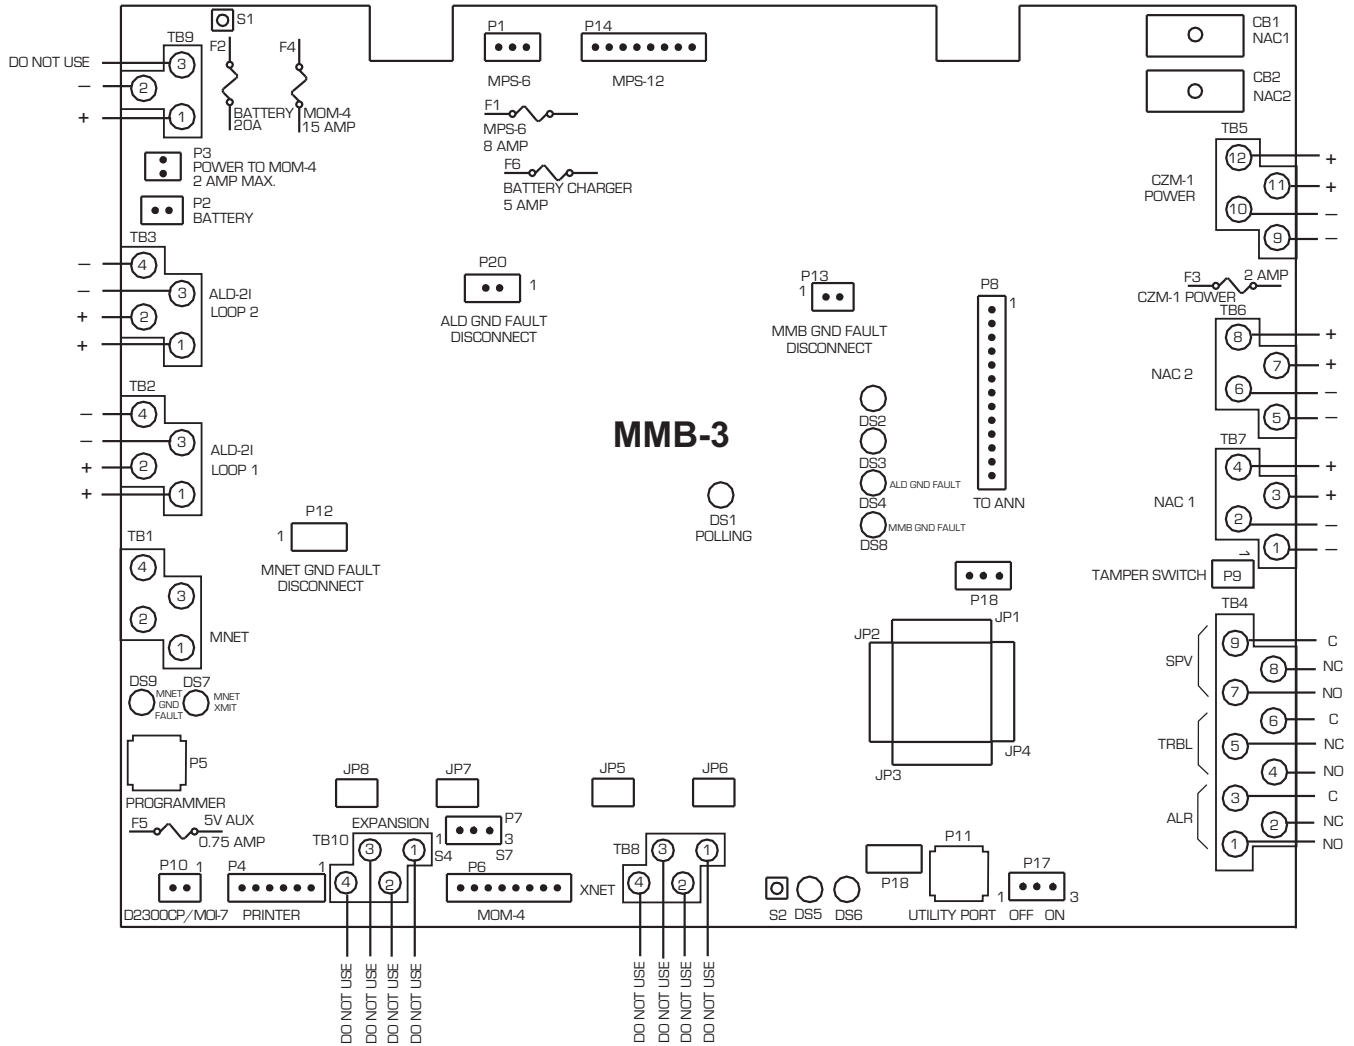 S1
TB9
DO NOT USE
3
2
1
–
+
F2
F4
BATTERY
20A
MOM-4
15 AMP
P1
MPS-6
P14
MPS-12
F1
MPS-6
8 AMP
F6
BATTERY CHARGER
5 AMP
CB1
NAC1
CB2
NAC2
TB5
12
11
10
9
CZM-1
POWER
+
+
–
–
P3
POWER TO MOM-4
2 AMP MAX.
P2
BATTERY
TB3
4
3
2
1
–
–
+
+
ALD-2I
LOOP 2
P20
1
ALD GND FAULT
DISCONNECT
P13
1
MMB GND FAULT
DISCONNECT
P8
1
TO ANN
F3
2 AMP
CZM-1 POWER
TB6
8
7
6
5
NAC 2
+
+
–
–
TB2
4
3
2
1
–
–
+
+
ALD-2I
LOOP 1
MMB-3
DS2
DS3
DS4
ALD GND FAULT
DS8
MMB GND FAULT
DS1
POLLING
TB7
4
3
2
1
NAC 1
+
+
–
–
P12
1
MNET GND FAULT
DISCONNECT
TB1
4
3
2
1
MNET
P18
1
TAMPER SWITCH
P9
TB4
9
8
7
6
5
4
3
2
1
SPV
TRBL
ALR
C
NC
NO
C
NC
NO
C
NC
NO
JP1
JP2
JP3
JP4
DS9
MNET
GND
FAULT
DS7
MNET
XMIT
P5
PROGRAMMER
F5
5V AUX
0.75 AMP
JP8
JP7
JP5
JP6
EXPANSION
TB10
3
1
4
2
1
P7
3
S4
S7
TB8
3
1
4
2
P10
1
D2300CP/MOI-7
P4
1
PRINTER
P6
MOM-4
XNET
S2
DS5
DS6
P18
P11
UTILITY PORT
P17
1
3
OFF
ON
DO NOT USE
DO NOT USE
DO NOT USE
DO NOT USE
DO NOT USE
DO NOT USE
DO NOT USE
DO NOT USE